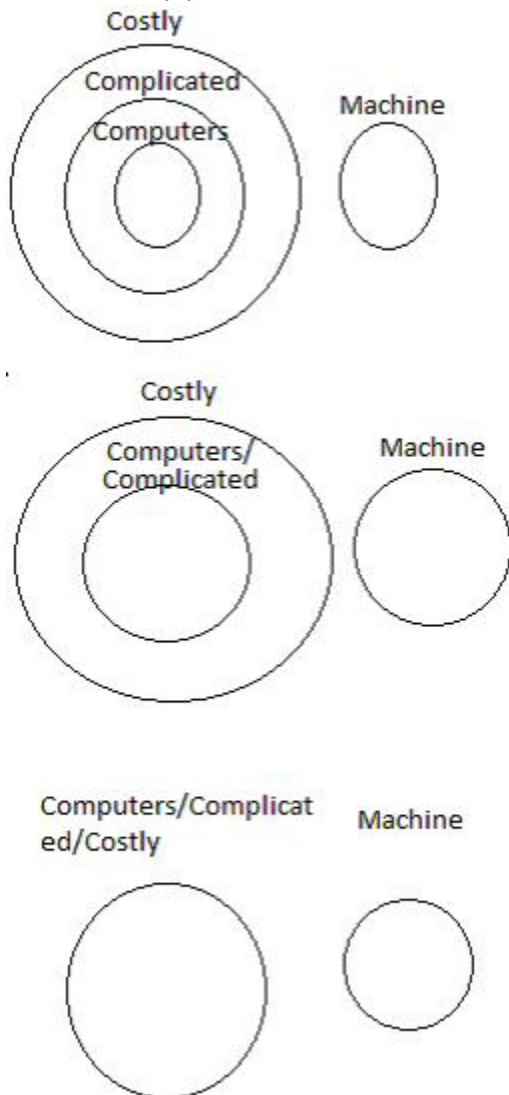 Costly
Complicated
Machine
Computers
Costly
Computers/
Complicated
Machine
Computers/Complicat
ed/Costly
Machine